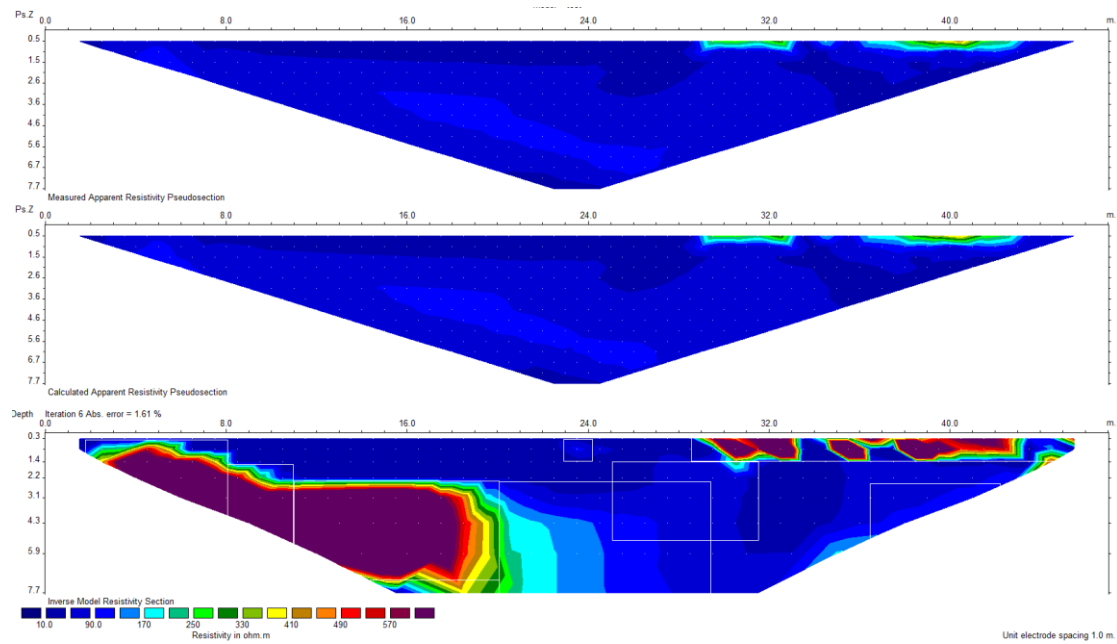 Ps.Z 0.0 8.0 16.0 24.0 32.0 40.0 m.
0.5
1.5
2.6
3.6
4.6
5.6
6.7
7.7
Measured Apparent Resistivity Pseudosection
Ps.Z 0.0 8.0 16.0 24.0 32.0 40.0 m.
0.5
1.5
2.6
3.6
4.6
5.6
6.7
7.7
Calculated Apparent Resistivity Pseudosection
Depth Iteration 6 Abs. error = 1.61 %
0.0 8.0 16.0 24.0 32.0 40.0 m.
0.3
1.4
2.2
3.1
4.3
5.9
7.7
Inverse Model Resistivity Section
10.0 90.0 170 250 330 410 490 570
Resistivity in ohm.m
Unit electrode spacing 1.0 m.